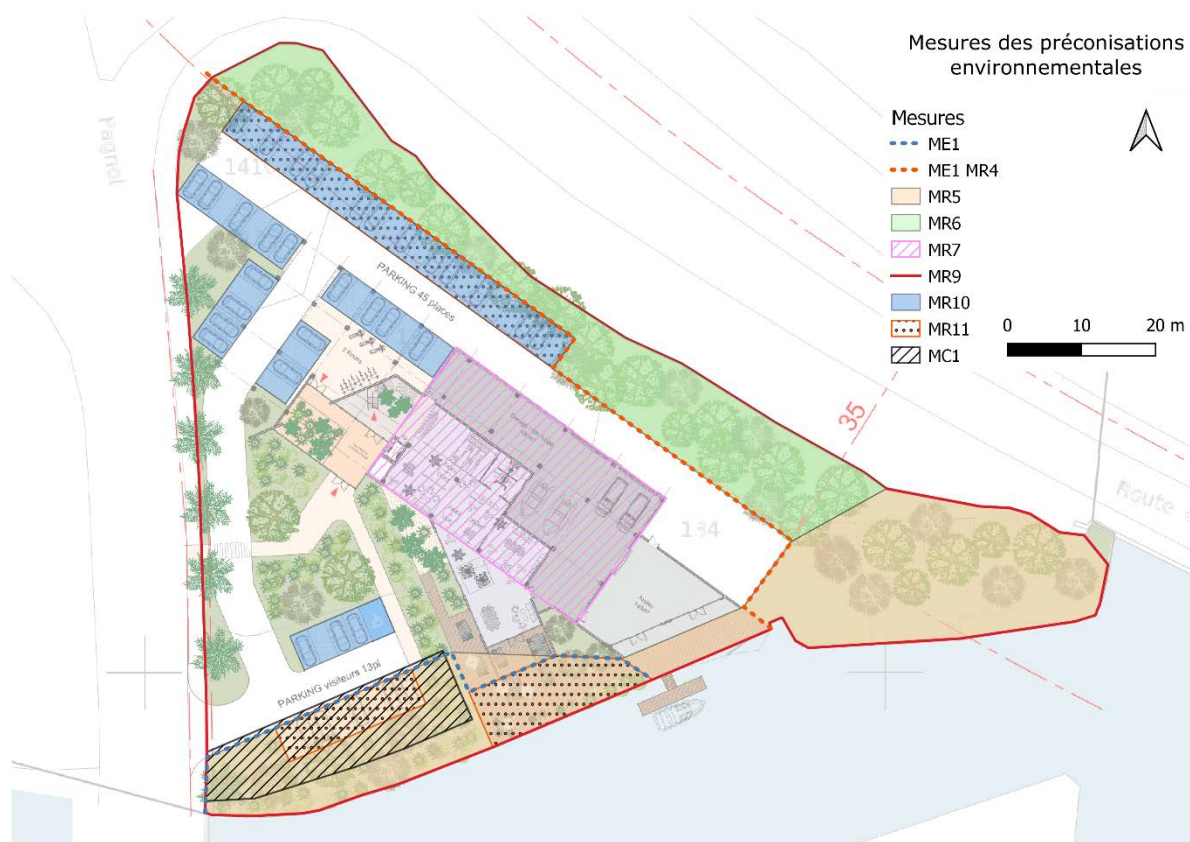 Mesures des préconisations
environnementales
Mesures
ME1
ME1 MR4
MR5
MR6
MR7
MR9
MR10
MR11
MC1
0 10 20 m
Pagnol
141
PARKING 45 places
35
134
Route
PARKING visiteurs 13pl